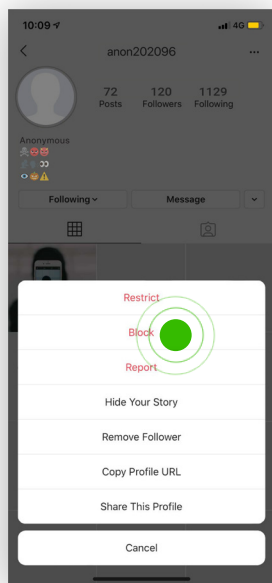 10:09
4G
anon202096
72 120 1129
Posts Followers Following
Anonymous
Following Message
Restrict
Block
Report
Hide Your Story
Remove Follower
Copy Profile URL
Share This Profile
Cancel